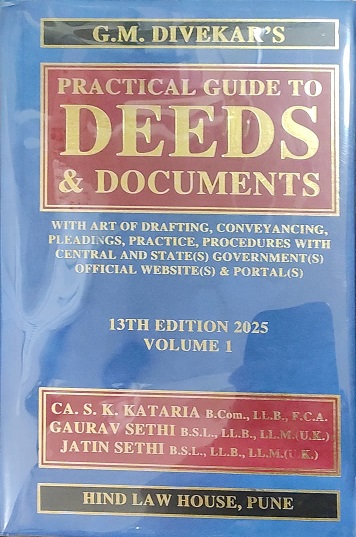 G.M. DIVEKAR'S
PRACTICAL GUIDE TO
DEEDS
& DOCUMENTS
WITH ART OF DRAFTING, CONVEYANCING,
PLEADINGS, PRACTICE, PROCEDURES WITH
CENTRAL AND STATE(S) GOVERNMENT(S)
OFFICIAL WEBSITE(S) & PORTAL(S)
13TH EDITION 2025
VOLUME 1
CA. S. K. KATARIA B.Com., LL.B., F.C.A.
GAURAV SETHI B.S.L., LL.B., LL.M.(U.K.)
JATIN SETHI B.S.L., LL.B., LL.M.(U.K.)
HIND LAW HOUSE, PUNE